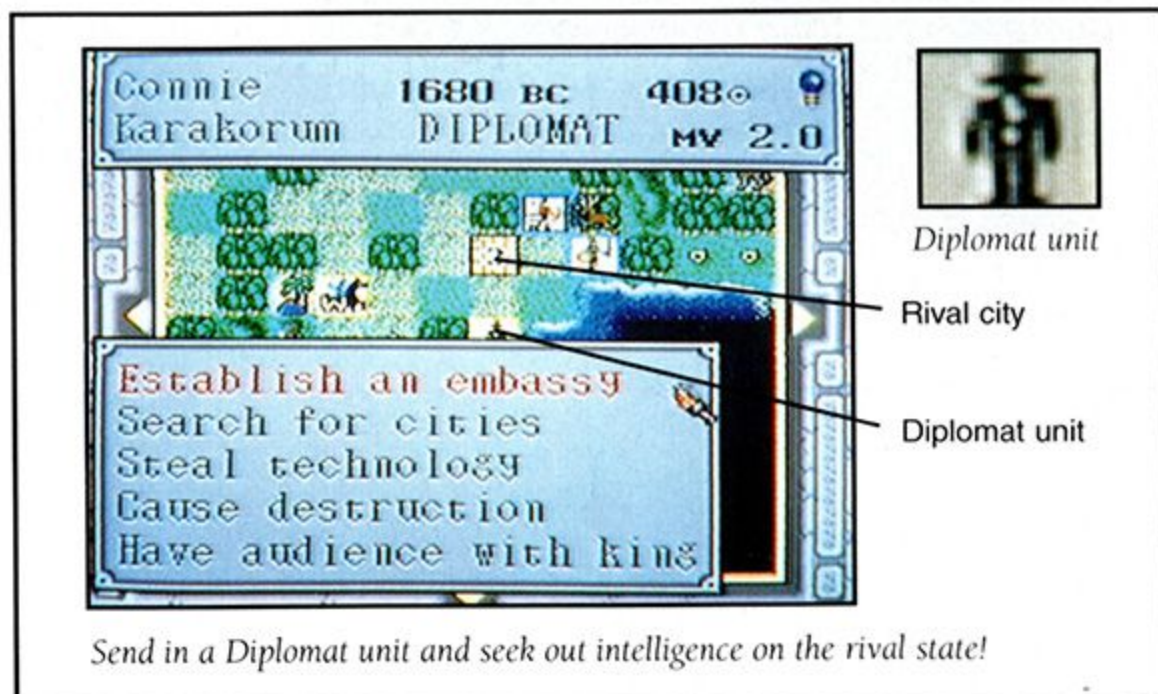 Connie 1680 BC 408
Karakorum DIPLOMAT MV 2.0
Diplomat unit
Rival city
Establish an embassy
Search for cities
Diplomat unit
Steal technology
Cause destruction
Have audience with king
Send in a Diplomat unit and seek out intelligence on the rival state!